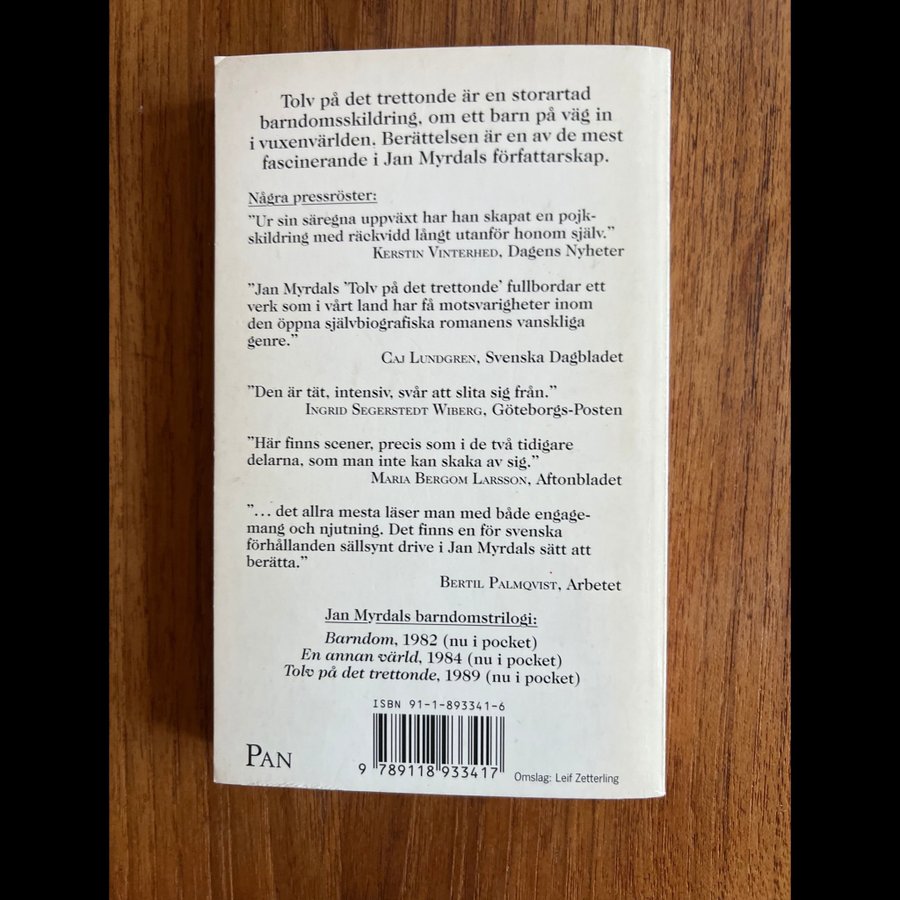 Tolv på det trettonde är en storartad
barndomsskildring, om ett barn på väg in
i vuxenvärlden. Berättelsen är en av de mest
fascinerande i Jan Myrdals författarskap.
Några pressröster:
”Ur sin säregna uppväxt har han skapat en pojk-
skildring med räckvidd långt utanför honom själv.”
KERSTIN VINTERHED, Dagens Nyheter
”Jan Myrdals ’Tolv på det trettonde’ fullbordar ett
verk som i vårt land har få motsvarigheter inom
den öppna självbiografiska romanens vanskliga
genre.”
CAJ LUNDGREN, Svenska Dagbladet
”Den är tät, intensiv, svår att slita sig från.”
INGRID SEGERSTEDT WIBERG, Göteborgs-Posten
”Här finns scener, precis som i de två tidigare
delarna, som man inte kan skaka av sig.”
MARIA BERGOM LARSSON, Aftonbladet
”... det allra mesta läser man med både engage-
mang och njutning. Det finns en för svenska
förhållanden sällsynt drive i Jan Myrdals sätt att
berätta.”
BERTIL PALMQVIST, Arbetet
Jan Myrdals barndomstrilogi:
Barndom, 1982 (nu i pocket)
En annan värld, 1984 (nu i pocket)
Tolv på det trettonde, 1989 (nu i pocket)
ISBN 91-1-893341-6
9 789118 933417
PAN
Omslag: Leif Zetterling